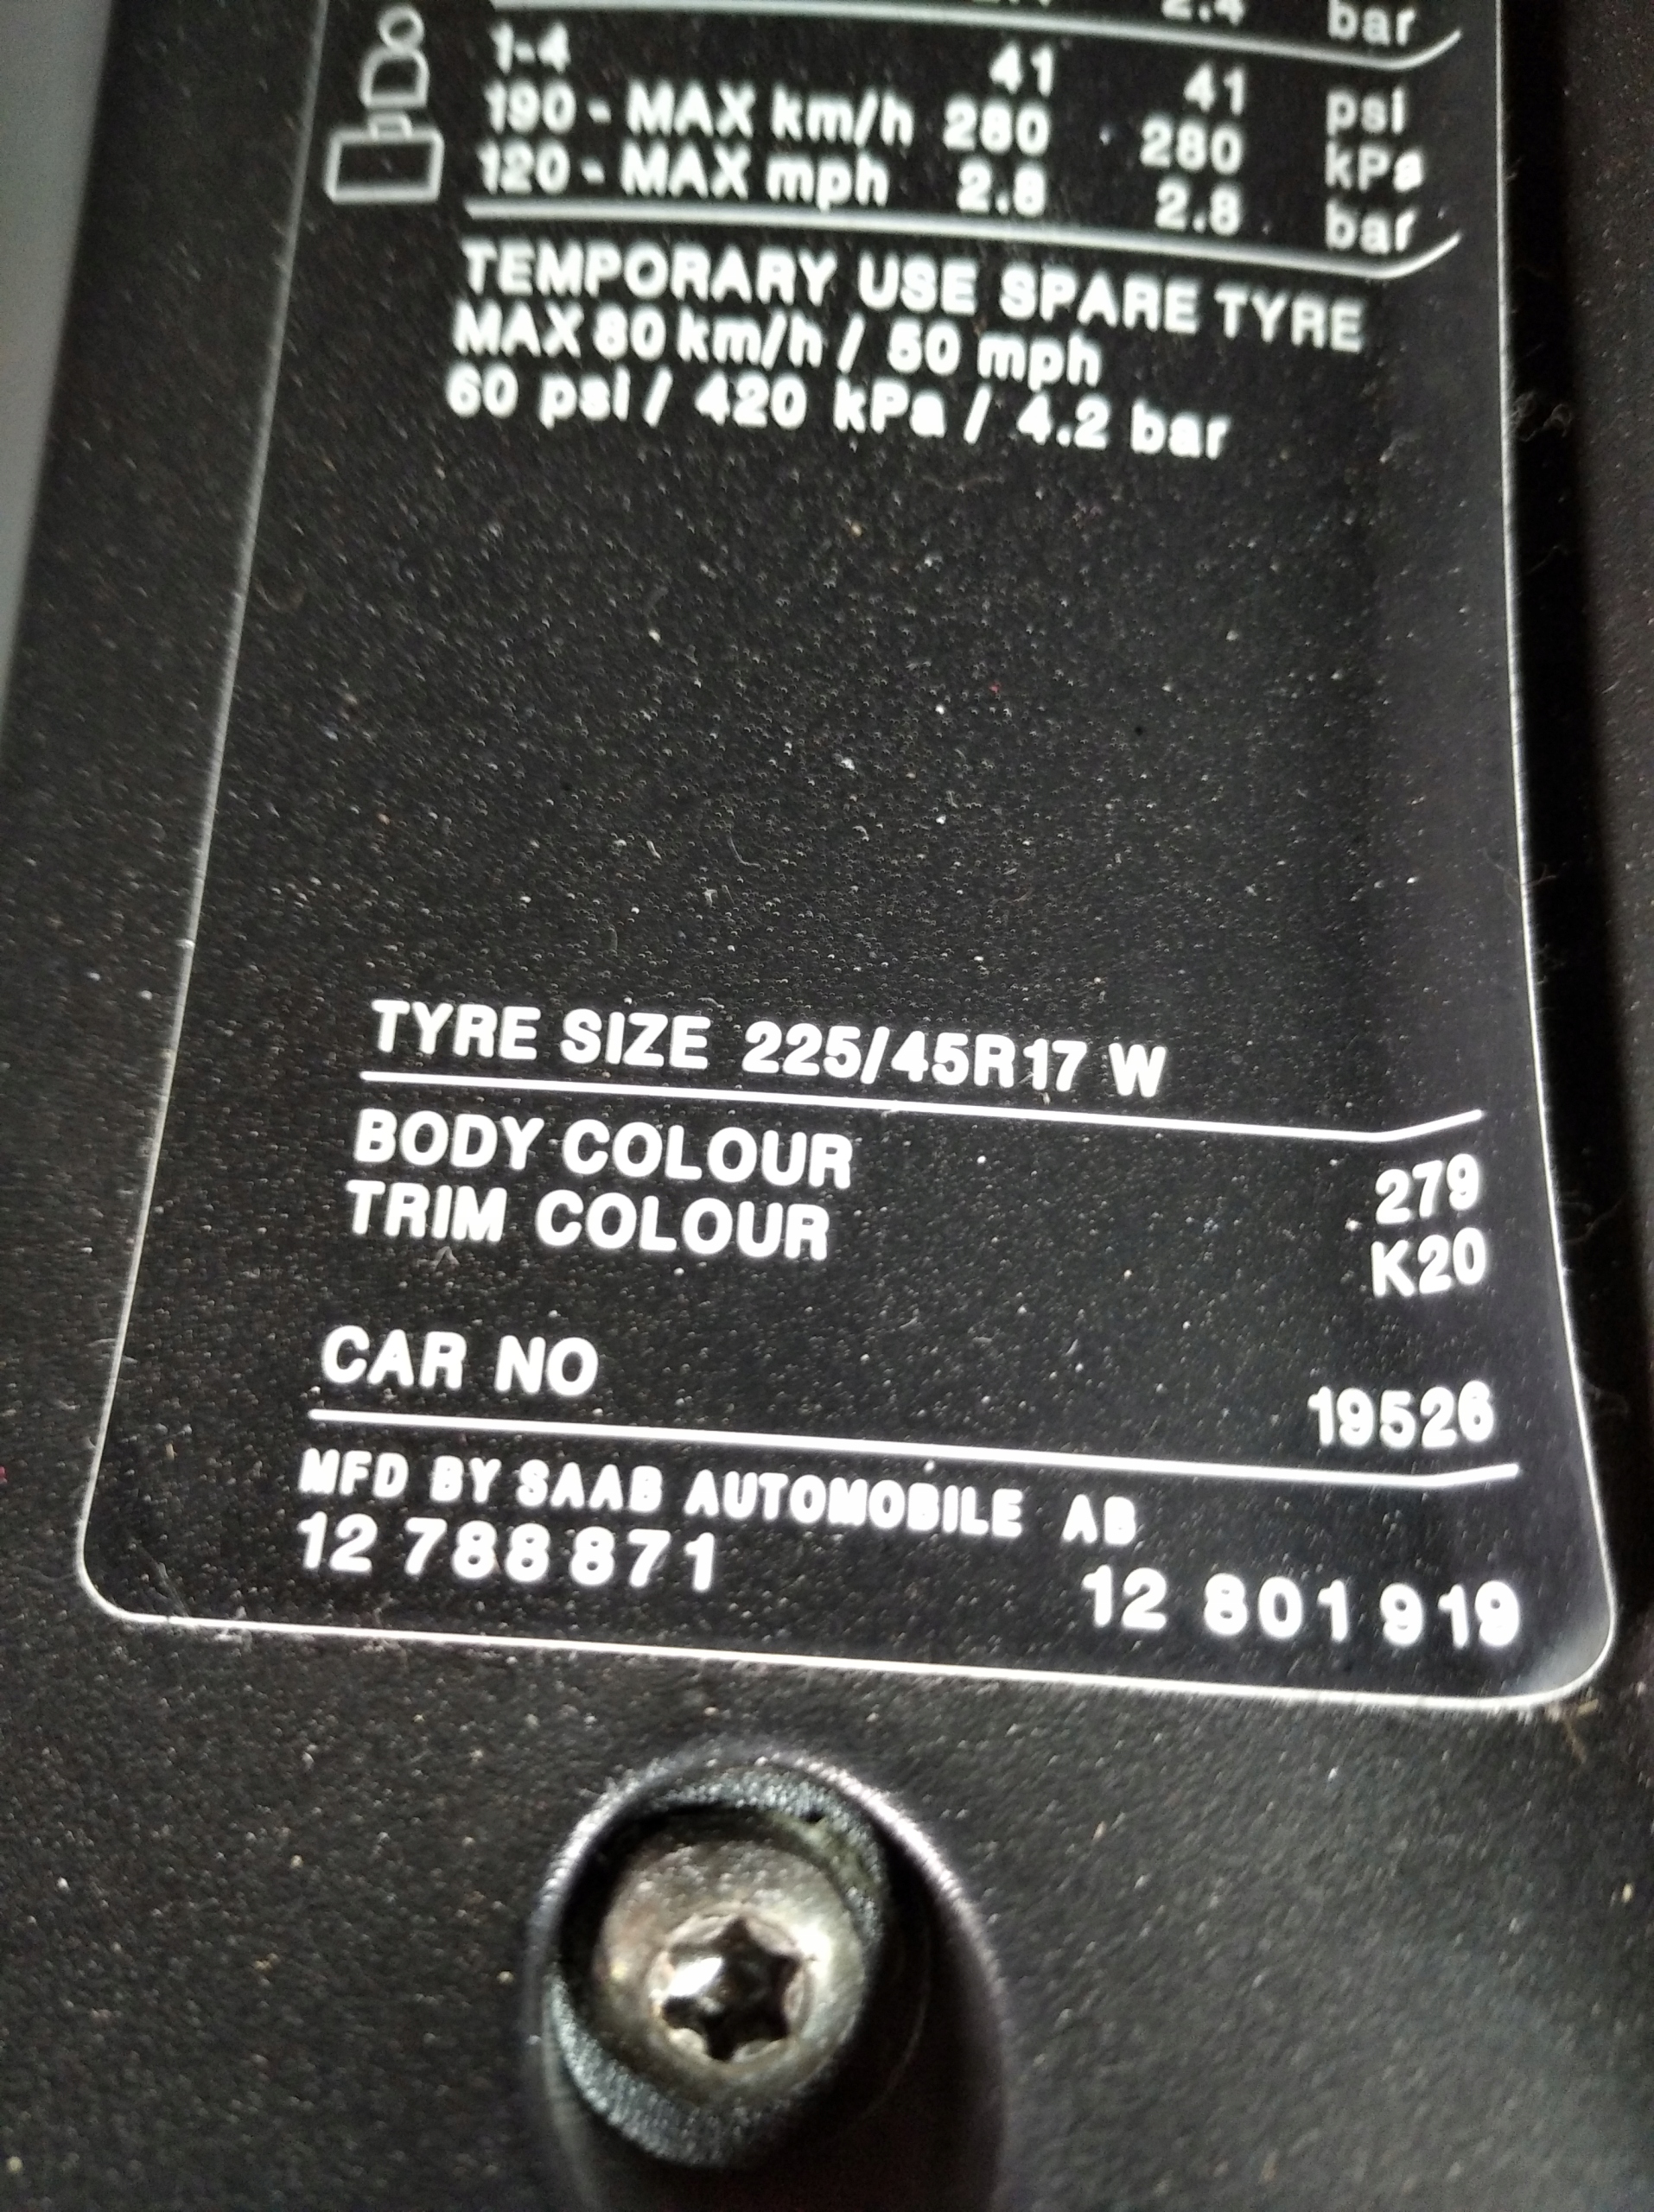 2.4 bar
1-4 41 41 psi
190 - MAX km/h 280 280 kPa
120 - MAX mph 2.8 2.8 bar
TEMPORARY USE SPARE TYRE
MAX 80 km/h / 50 mph
60 psi / 420 kPa / 4.2 bar
TYRE SIZE 225/45R17 W
BODY COLOUR 279
TRIM COLOUR K20
CAR NO 19526
MFD BY SAAB AUTOMOBILE AB
12 788 871 12 801 919